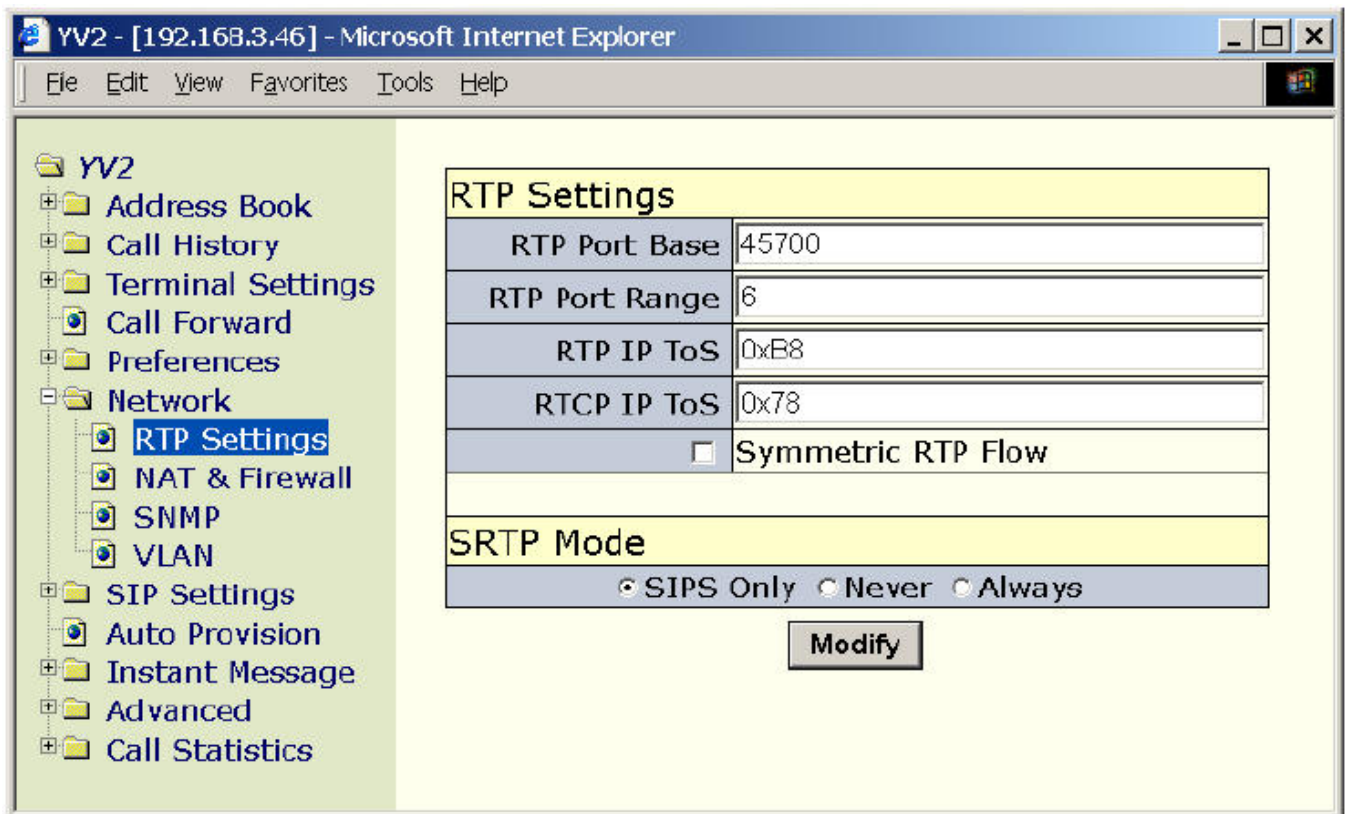 YV2 - [192.168.3.46] - Microsoft Internet Explorer
File Edit View Favorites Tools Help
YV2
Address Book
Call History
Terminal Settings
Call Forward
Preferences
Network
RTP Settings
NAT & Firewall
SNMP
VLAN
SIP Settings
Auto Provision
Instant Message
Advanced
Call Statistics
RTP Settings
RTP Port Base 45700
RTP Port Range 6
RTP IP ToS 0xB8
RTCP IP ToS 0x78
Symmetric RTP Flow
SRTP Mode
SIPS Only Never Always
Modify